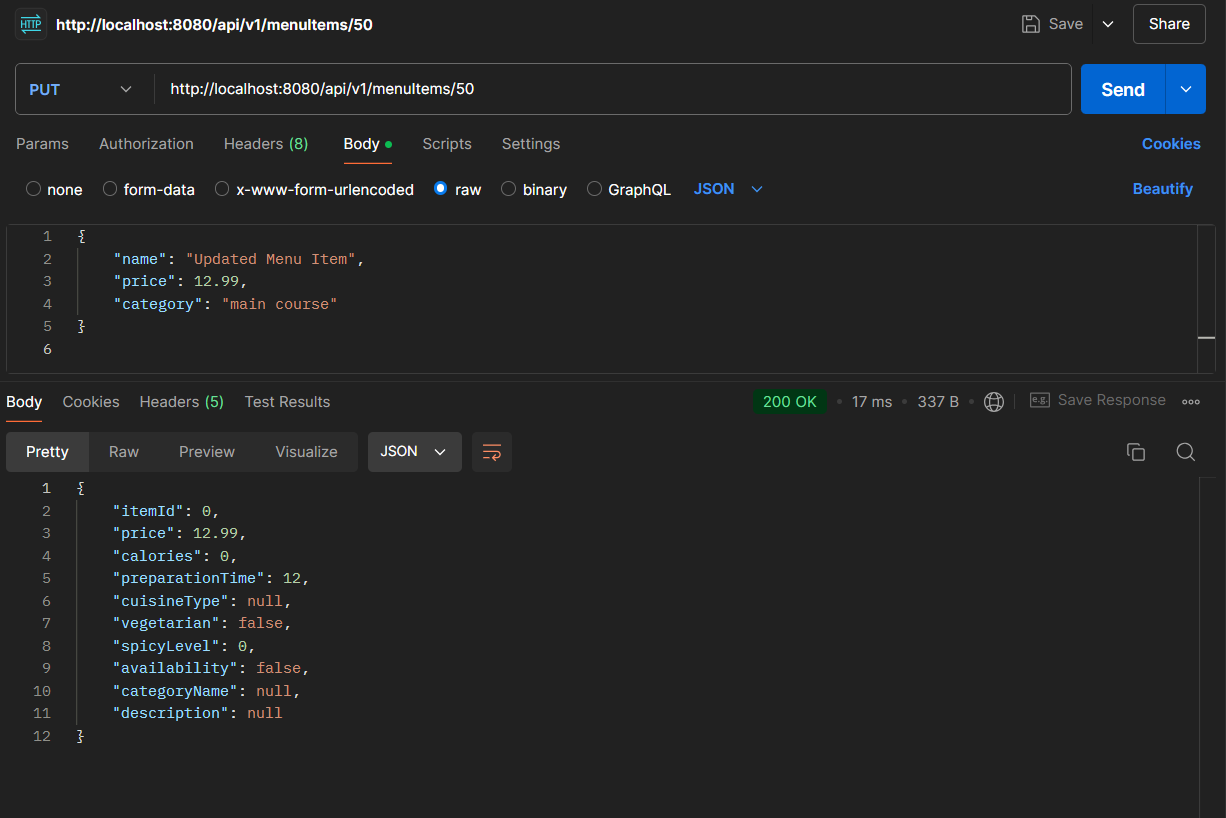 HTTP http://localhost:8080/api/v1/menuItems/50 Save Share
PUT http://localhost:8080/api/v1/menuItems/50 Send
Params Authorization Headers (8) Body Scripts Settings Cookies
none form-data x-www-form-urlencoded raw binary GraphQL JSON Beautify
1 {
2 "name": "Updated Menu Item",
3 "price": 12.99,
4 "category": "main course"
5 }
6
Body Cookies Headers (5) Test Results 200 OK • 17 ms • 337 B • e.g. Save Response
Pretty Raw Preview Visualize JSON
1 {
2 "itemId": 0,
3 "price": 12.99,
4 "calories": 0,
5 "preparationTime": 12,
6 "cuisineType": null,
7 "vegetarian": false,
8 "spicyLevel": 0,
9 "availability": false,
10 "categoryName": null,
11 "description": null
12 }